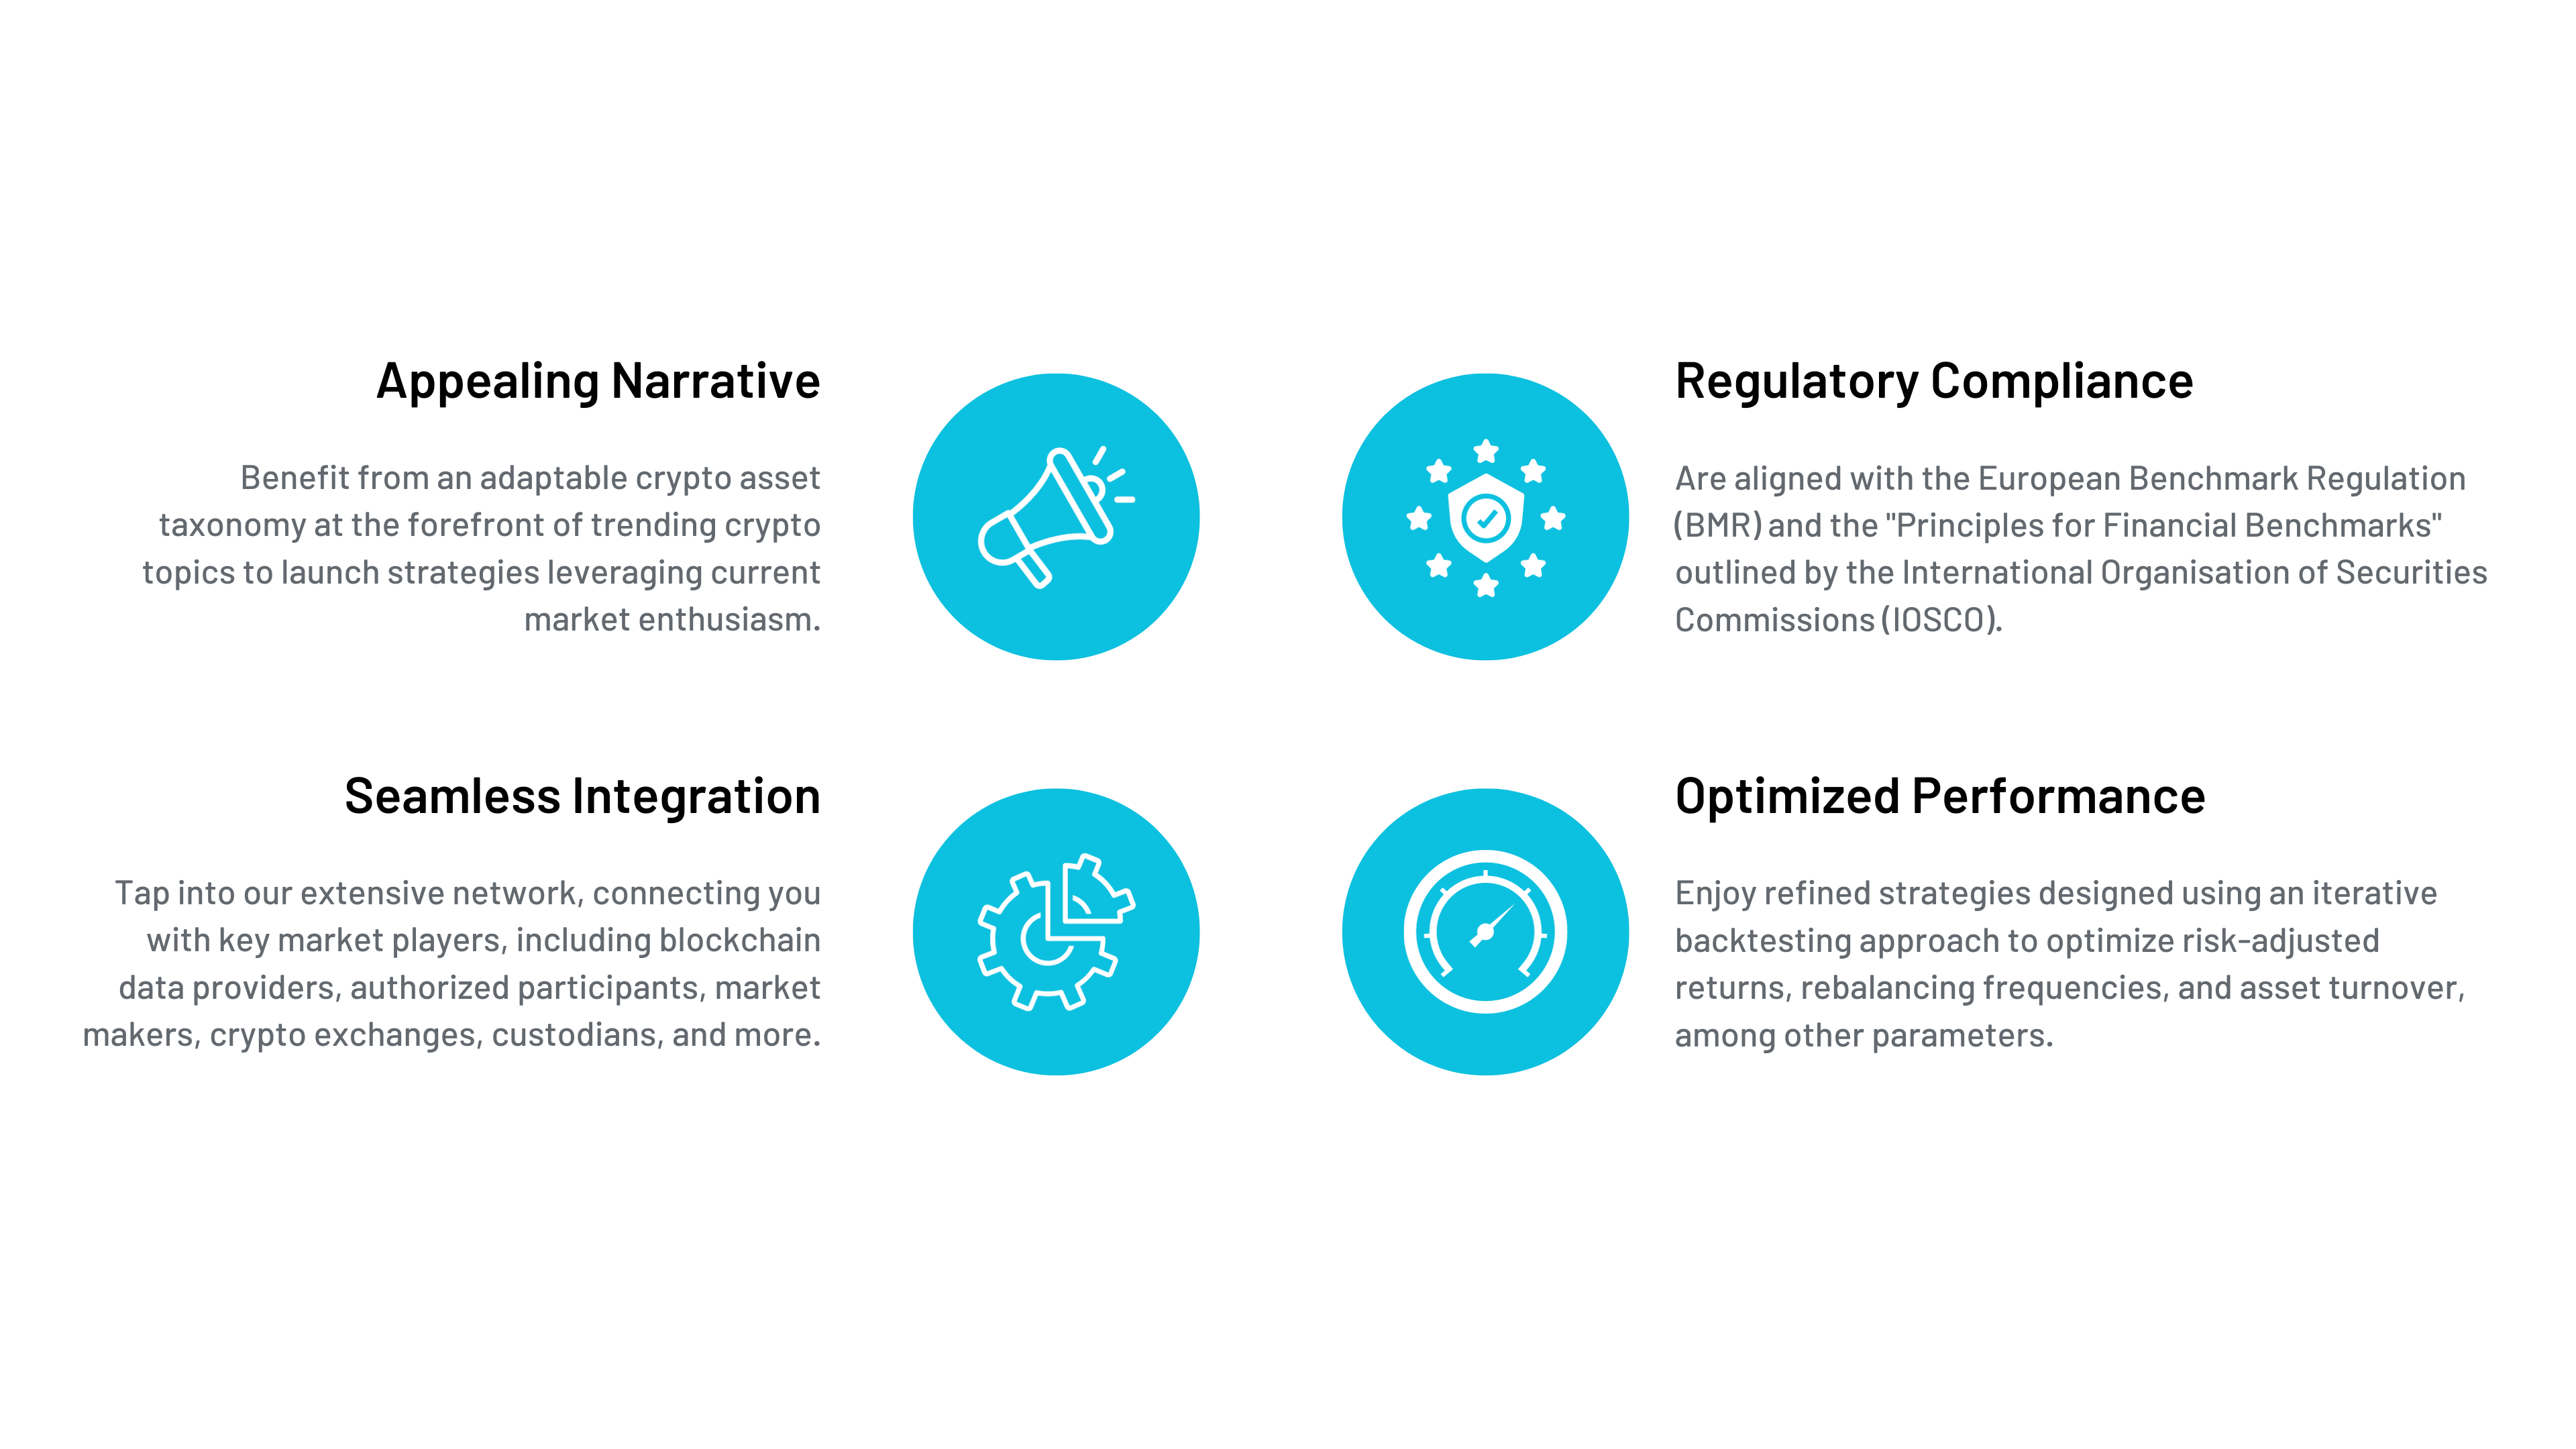 Appealing Narrative
Benefit from an adaptable crypto asset
taxonomy at the forefront of trending crypto
topics to launch strategies leveraging current
market enthusiasm.
Regulatory Compliance
Are aligned with the European Benchmark Regulation
(BMR) and the "Principles for Financial Benchmarks"
outlined by the International Organisation of Securities
Commissions (IOSCO).
Seamless Integration
Tap into our extensive network, connecting you
with key market players, including blockchain
data providers, authorized participants, market
makers, crypto exchanges, custodians, and more.
Optimized Performance
Enjoy refined strategies designed using an iterative
backtesting approach to optimize risk-adjusted
returns, rebalancing frequencies, and asset turnover,
among other parameters.